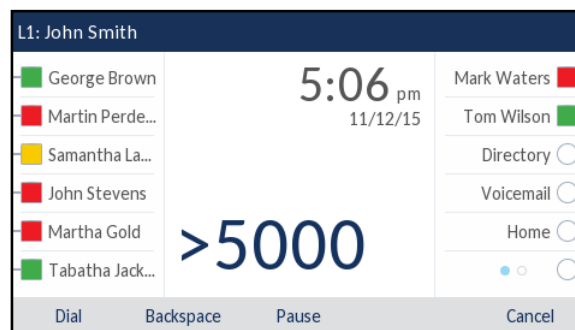 L1: John Smith
George Brown
Martin Perde...
Samantha La...
John Stevens
Martha Gold
Tabatha Jack...
5:06 pm
11/12/15
>5000
Mark Waters
Tom Wilson
Directory
Voicemail
Home
Dial Backspace Pause Cancel